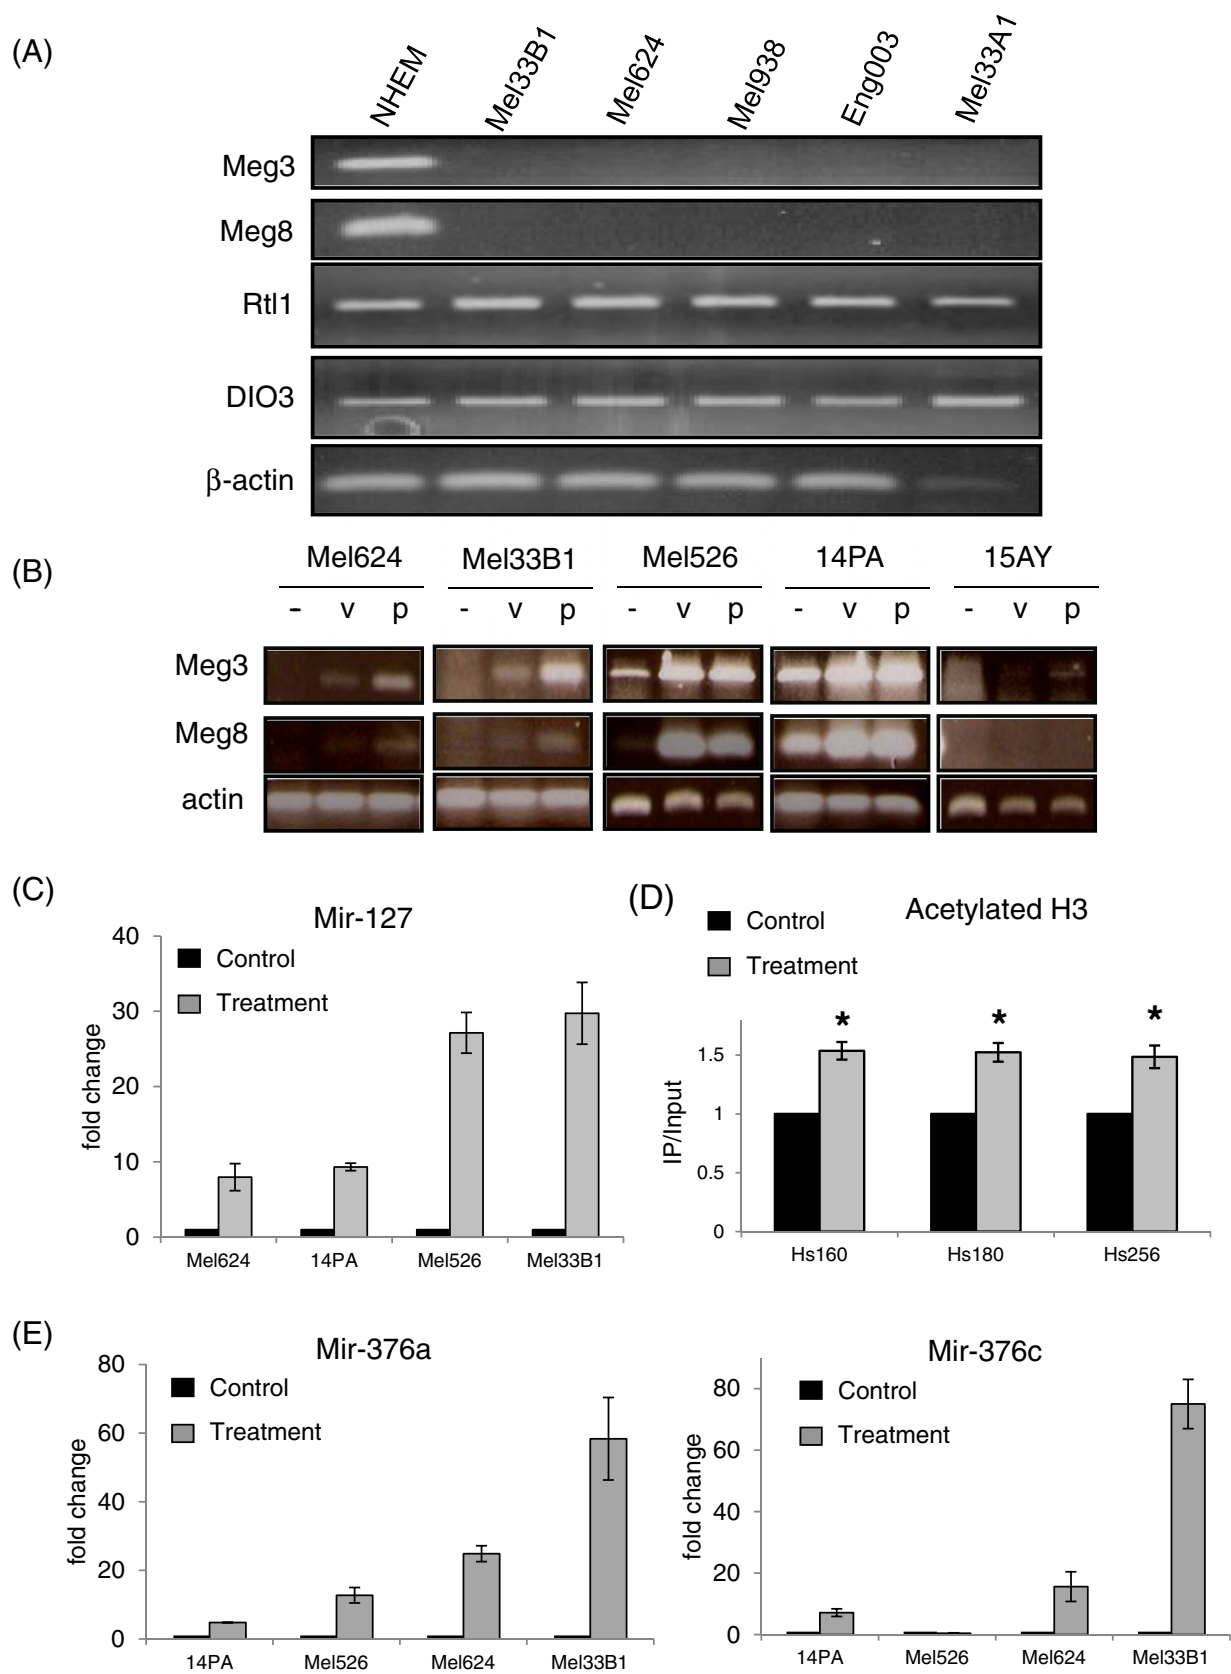 (A)
NHEM
Mel33B1
Mel624
Mel938
Eng003
Mel33A1
Meg3
Meg8
Rtl1
DIO3
β-actin
(B)
Mel624 Mel33B1 Mel526 14PA 15AY
- v p - v p - v p - v p - v p
Meg3
Meg8
actin
(C)
Mir-127
Control
Treatment
fold change
40
30
20
10
0
Mel624 14PA Mel526 Mel33B1
(D)
Acetylated H3
Control
Treatment
IP/Input
* * *
1.5
1
0.5
0
Hs160 Hs180 Hs256
(E)
Mir-376a
Control
Treatment
fold change
80
60
40
20
0
14PA Mel526 Mel624 Mel33B1
Mir-376c
Control
Treatment
fold change
80
60
40
20
0
14PA Mel526 Mel624 Mel33B1